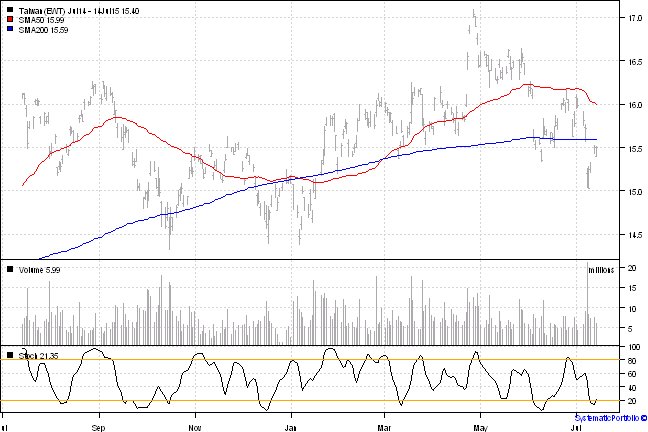 Taiwan (EWT) Jul14 - 14Jul15 15.40
SMA50 15.99
SMA200 15.59
17.0
16.5
16.0
15.5
15.0
14.5
Volume 5.99
millions
20
15
10
5
Stoch 21.35
80
60
40
20
Jul Sep Nov Jan Mar May Jul
SystematicPortfolio ©